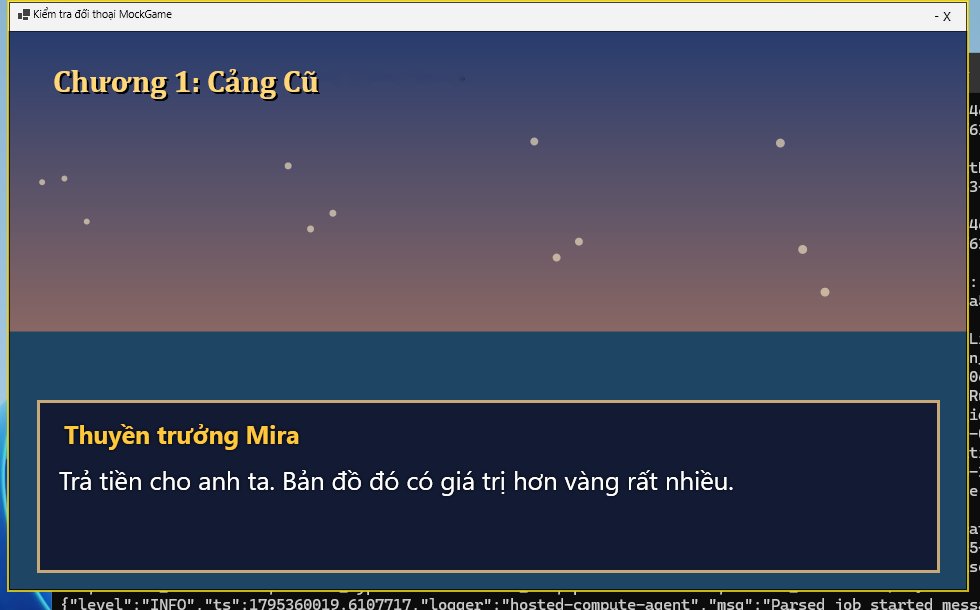 Kiểm tra đối thoại MockGame
- X
Chương 1: Cảng Cũ
Thuyền trưởng Mira
Trả tiền cho anh ta. Bản đồ đó có giá trị hơn vàng rất nhiều.
{"level":"INFO","ts":1795360019.6107717,"logger":"hosted-compute-agent","msg":"Parsed job started